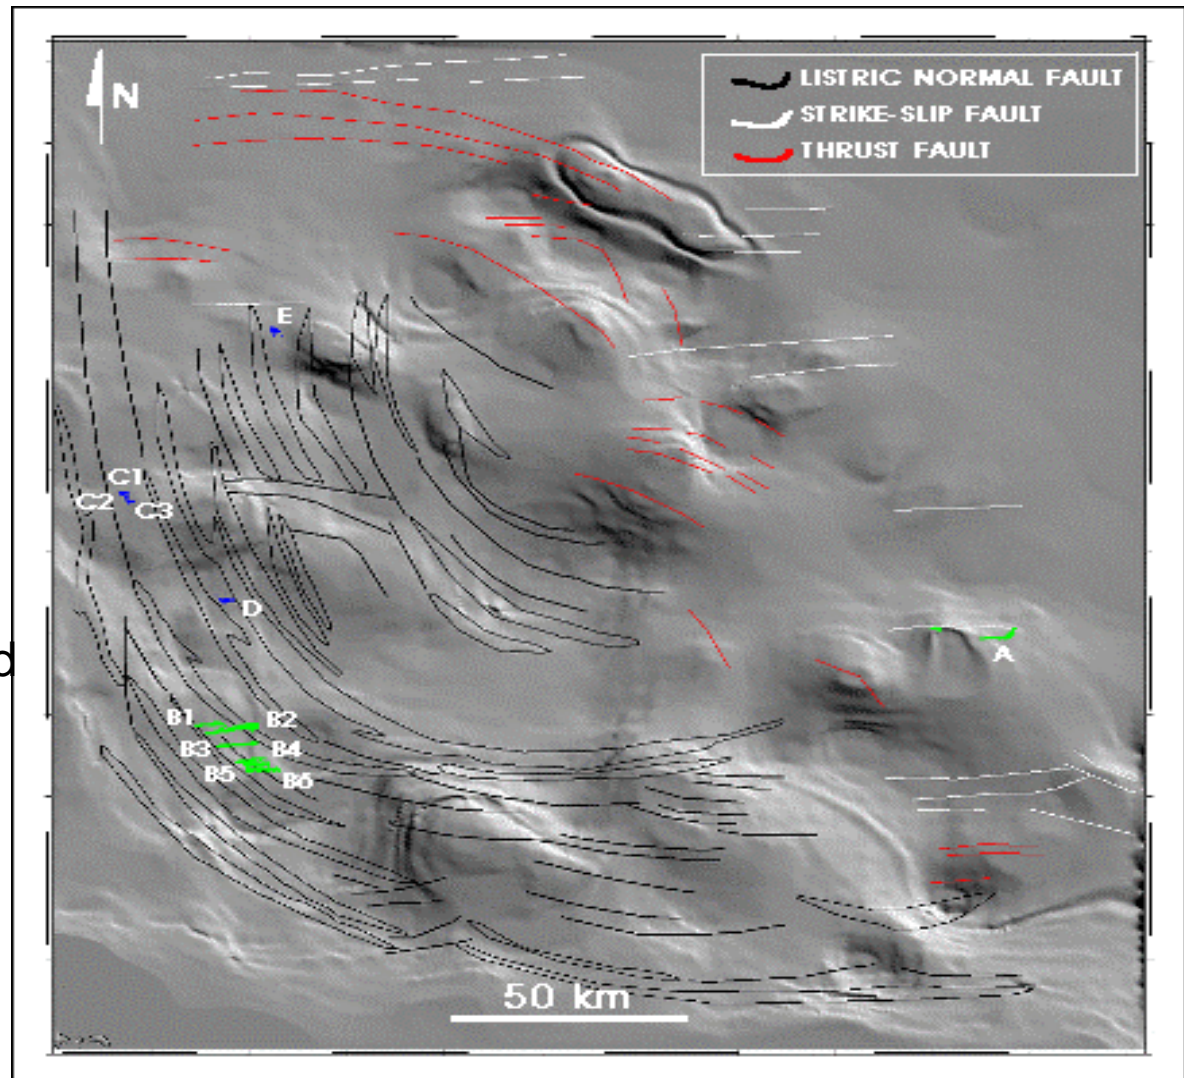 N
LISTRIC NORMAL FAULT
STRIKE-SLIP FAULT
THRUST FAULT
E
C1
C2
C3
D
d
A
B1
B2
B3
B4
B5
B6
50 km